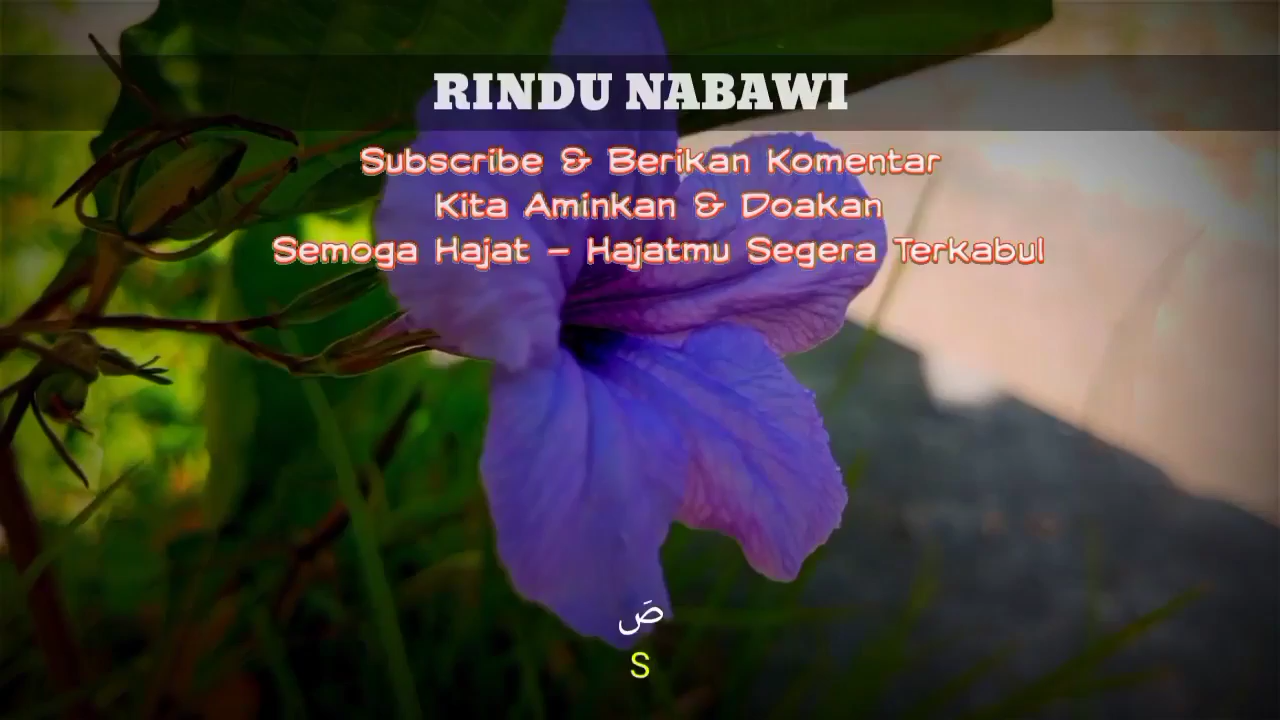 RINDU NABAWI
Subscribe & Berikan Komentar
Kita Aminkan & Doakan
Semoga Hajat - Hajatmu Segera Terkabul
صَ
S